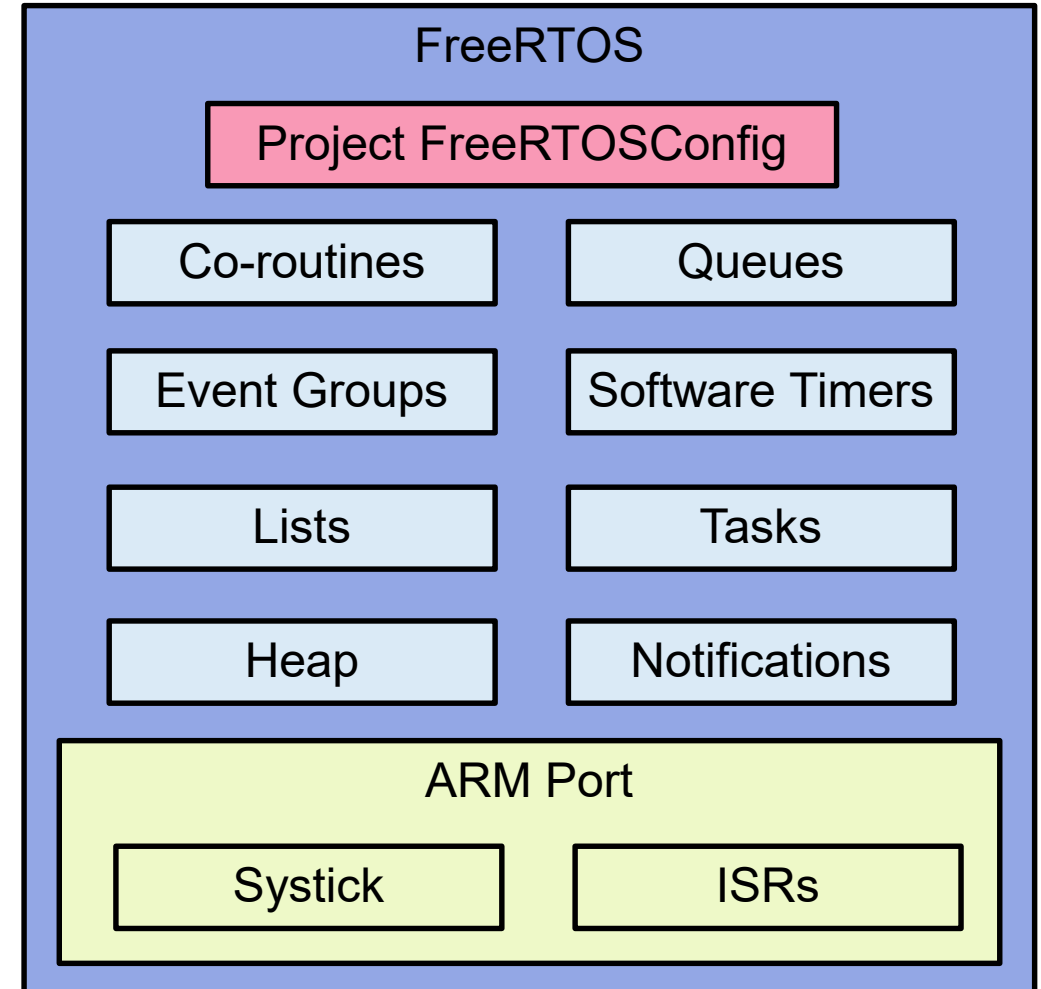 FreeRTOS
Project FreeRTOSConfig
Co-routines
Queues
Event Groups
Software Timers
Lists
Tasks
Heap
Notifications
ARM Port
Systick
ISRs